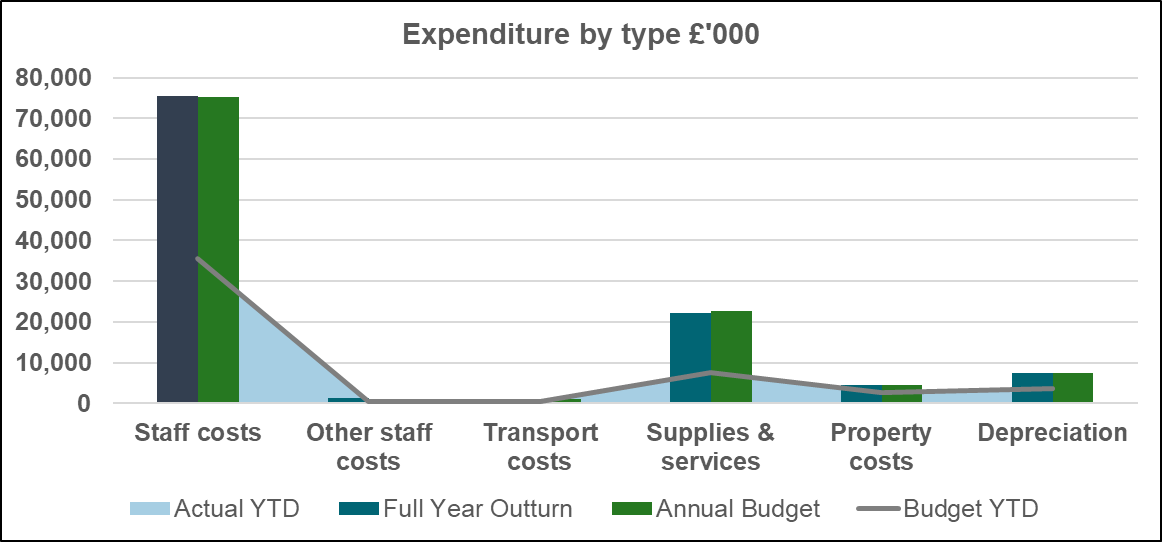 Expenditure by type £'000
80,000
70,000
60,000
50,000
40,000
30,000
20,000
10,000
0
Staff costs
Other staff
costs
Transport
costs
Supplies &
services
Property
costs
Depreciation
Actual YTD
Full Year Outturn
Annual Budget
Budget YTD